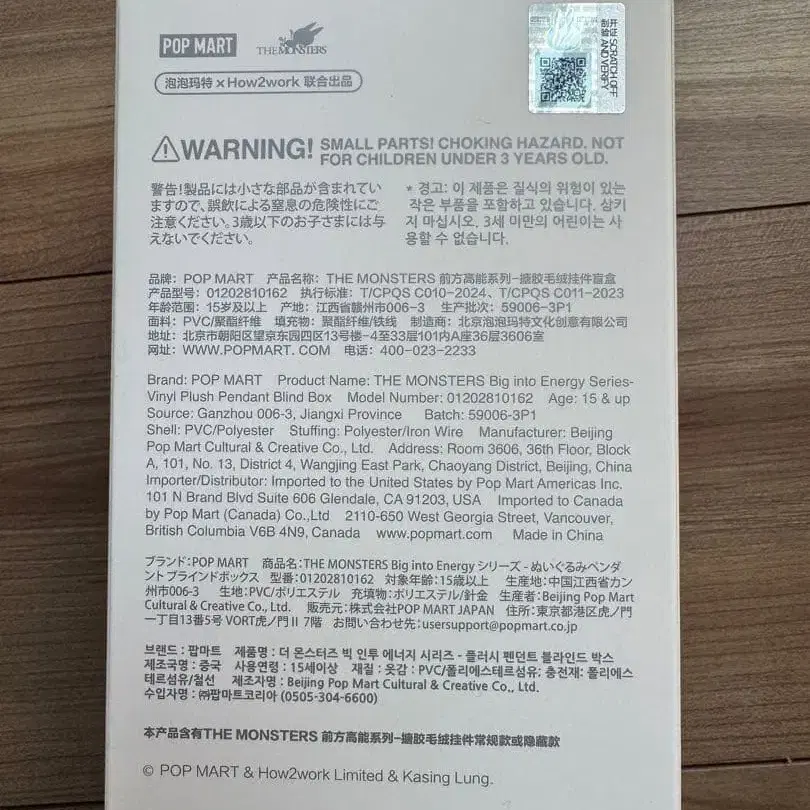 POP MART
THE MONSTERS
泡泡玛特 x How2work 联合出品
刮开验证
SCRATCH OFF
AND VERIFY
WARNING! SMALL PARTS! CHOKING HAZARD. NOT
FOR CHILDREN UNDER 3 YEARS OLD.
警告!製品には小さな部品が含まれてい
ますので、誤飲による窒息の危険性にご
注意ください。3歳以下のお子さまには与
えないでください。
* 경고: 이 제품은 질식의 위험이 있는
작은 부품을 포함하고 있습니다. 삼키
지 마십시오. 3세 미만의 어린이는 사
용할 수 없습니다.
品牌: POP MART 产品名称: THE MONSTERS 前方高能系列-搪胶毛绒挂件盲盒
产品型号: 01202810162 执行标准: T/CPQS C010-2024、T/CPQS C011-2023
年龄范围: 15岁及以上 产地: 江西省赣州市006-3 生产批次: 59006-3P1
面料: PVC/聚酯纤维 填充物: 聚酯纤维/铁线 制造商: 北京泡泡玛特文化创意有限公司
地址: 北京市朝阳区望京东园四区13号楼-4至33层101内A座36层3606室
网址: WWW.POPMART.COM 电话: 400-023-2233
Brand: POP MART Product Name: THE MONSTERS Big into Energy Series-
Vinyl Plush Pendant Blind Box Model Number: 01202810162 Age: 15 & up
Source: Ganzhou 006-3, Jiangxi Province Batch: 59006-3P1
Shell: PVC/Polyester Stuffing: Polyester/Iron Wire Manufacturer: Beijing
Pop Mart Cultural & Creative Co., Ltd. Address: Room 3606, 36th Floor, Block
A, 101, No. 13, District 4, Wangjing East Park, Chaoyang District, Beijing, China
Importer/Distributor: Imported to the United States by Pop Mart Americas Inc.
101 N Brand Blvd Suite 606 Glendale, CA 91203, USA Imported to Canada
by Pop Mart (Canada) Co.,Ltd 2110-650 West Georgia Street, Vancouver,
British Columbia V6B 4N9, Canada www.popmart.com Made in China
ブランド: POP MART 商品名: THE MONSTERS Big into Energy シリーズ - ぬいぐるみペンダ
ント ブラインドボックス 型番: 01202810162 対象年齢: 15歳以上 生産地: 中国江西省カン
州市006-3 生地: PVC/ポリエステル 充填物: ポリエステル/針金 生産者: Beijing Pop Mart
Cultural & Creative Co., Ltd. 販売元: 株式会社POP MART JAPAN 住所: 東京都港区虎ノ門
一丁目13番5号 VORT虎ノ門 II 7階 お問い合わせ先: usersupport@popmart.co.jp
브랜드 : 팝마트 제품명 : 더 몬스터즈 빅 인투 에너지 시리즈 - 플러시 펜던트 블라인드 박스
제조국명 : 중국 사용연령 : 15세이상 재질 : 옷감 : PVC/폴리에스테르섬유; 충전재: 폴리에스
테르섬유/철선 제조자명 : Beijing Pop Mart Cultural & Creative Co., Ltd.
수입자명 : ㈜팝마트코리아 (0505-304-6600)
本产品含有THE MONSTERS 前方高能系列-搪胶毛绒挂件常规款或隐藏款
© POP MART & How2work Limited & Kasing Lung.